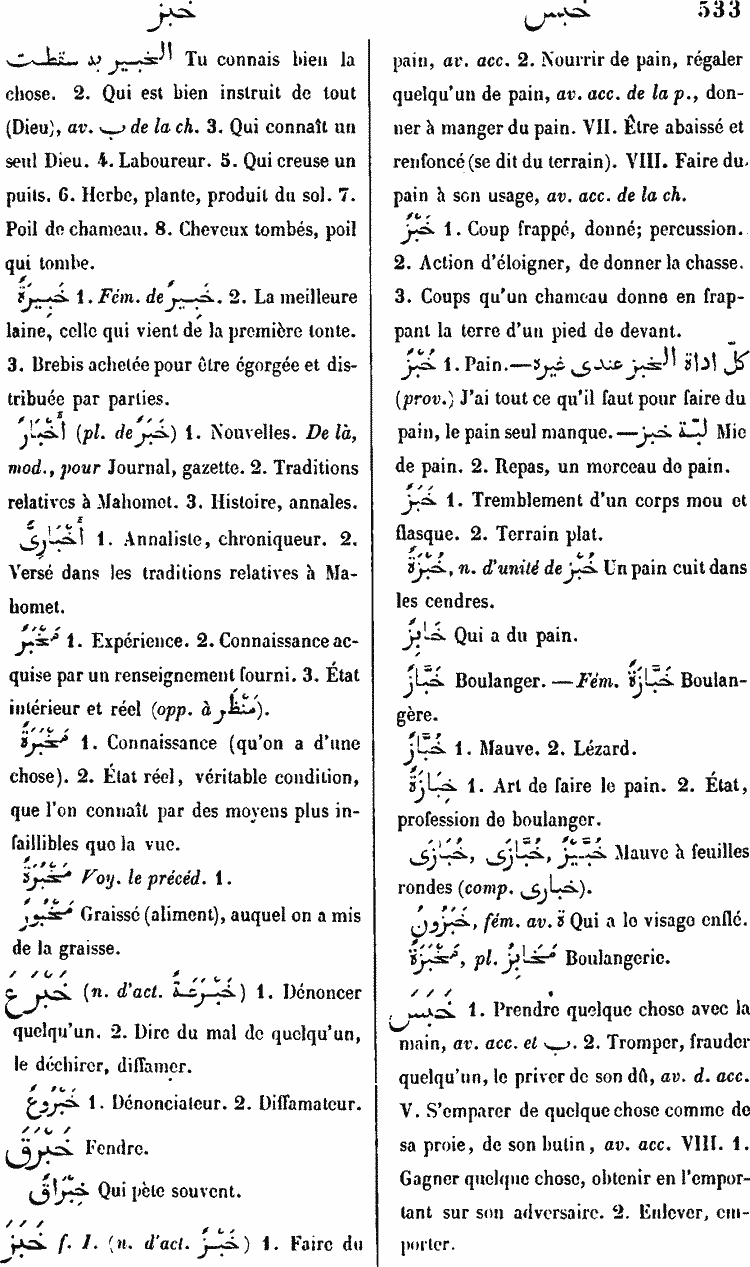 خبز
خبس 533
الخبير به سقطت Tu connais bien la
chose. 2. Qui est bien instruit de tout
(Dieu), av. ب de la ch. 3. Qui connaît un
seul Dieu. 4. Laboureur. 5. Qui creuse un
puits. 6. Herbe, plante, produit du sol. 7.
Poil de chameau. 8. Cheveux tombés, poil
qui tombe.
خَبِيرَةٌ 1. Fém. de خَبِيرٌ. 2. La meilleure
laine, celle qui vient de la première tonte.
3. Brebis achetée pour être égorgée et dis-
tribuée par parties.
أَخْبَارٌ (pl. de خَبَرٌ) 1. Nouvelles. De là,
mod., pour Journal, gazette. 2. Traditions
relatives à Mahomet. 3. Histoire, annales.
أَخْبَارِيٌّ 1. Annaliste, chroniqueur. 2.
Versé dans les traditions relatives à Ma-
homet.
مَخْبَرٌ 1. Expérience. 2. Connaissance ac-
quise par un renseignement fourni. 3. État
intérieur et réel (opp. à مَنْظَر).
مَخْبَرَةٌ 1. Connaissance (qu'on a d'une
chose). 2. État réel, véritable condition,
que l'on connaît par des moyens plus in-
faillibles que la vue.
مَخْبُرَةٌ Voy. le précéd. 1.
مَخْبُورٌ Graissé (aliment), auquel on a mis
de la graisse.
خَبْرَعَ (n. d'act. خَبْرَعَةٌ) 1. Dénoncer
quelqu'un. 2. Dire du mal de quelqu'un,
le déchirer, diffamer.
خُبْرُوعٌ 1. Dénonciateur. 2. Diffamateur.
خَبْرَقَ Fendre.
خَبْرَاقٌ Qui pète souvent.
خَبَزَ f. I. (n. d'act. خَبْزٌ) 1. Faire du
pain, av. acc. 2. Nourrir de pain, régaler
quelqu'un de pain, av. acc. de la p., don-
ner à manger du pain. VII. Être abaissé et
renfoncé (se dit du terrain). VIII. Faire du
pain à son usage, av. acc. de la ch.
خَبْزٌ 1. Coup frappé, donné; percussion.
2. Action d'éloigner, de donner la chasse.
3. Coups qu'un chameau donne en frap-
pant la terre d'un pied de devant.
خُبْزٌ 1. Pain.—كلّ اداة الخبز عندى غيره
(prov.) J'ai tout ce qu'il faut pour faire du
pain, le pain seul manque.—لبّة خبز Mie
de pain. 2. Repas, un morceau de pain.
خَبَزٌ 1. Tremblement d'un corps mou et
flasque. 2. Terrain plat.
خُبْزَةٌ, n. d'unité de خُبْز Un pain cuit dans
les cendres.
خَابِزٌ Qui a du pain.
خَبَّازٌ Boulanger. — Fém. خَبَّازَةٌ Boulan-
gère.
خُبَّازٌ 1. Mauve. 2. Lézard.
خِبَازَةٌ 1. Art de faire le pain. 2. État,
profession de boulanger.
خُبَّيْزٌ, خُبَّازَى, خُبَازَى Mauve à feuilles
rondes (comp. خبارى).
خَبْزُونٌ, fém. av. ة Qui a le visage enflé.
مَخْبَزَةٌ, pl. مَخَابِزُ Boulangerie.
خَبَسَ 1. Prendre quelque chose avec la
main, av. acc. et ب. 2. Tromper, frauder
quelqu'un, le priver de son dû, av. d. acc.
V. S'emparer de quelque chose comme de
sa proie, de son butin, av. acc. VIII. 1.
Gagner quelque chose, obtenir en l'empor-
tant sur son adversaire. 2. Enlever, em-
porter.